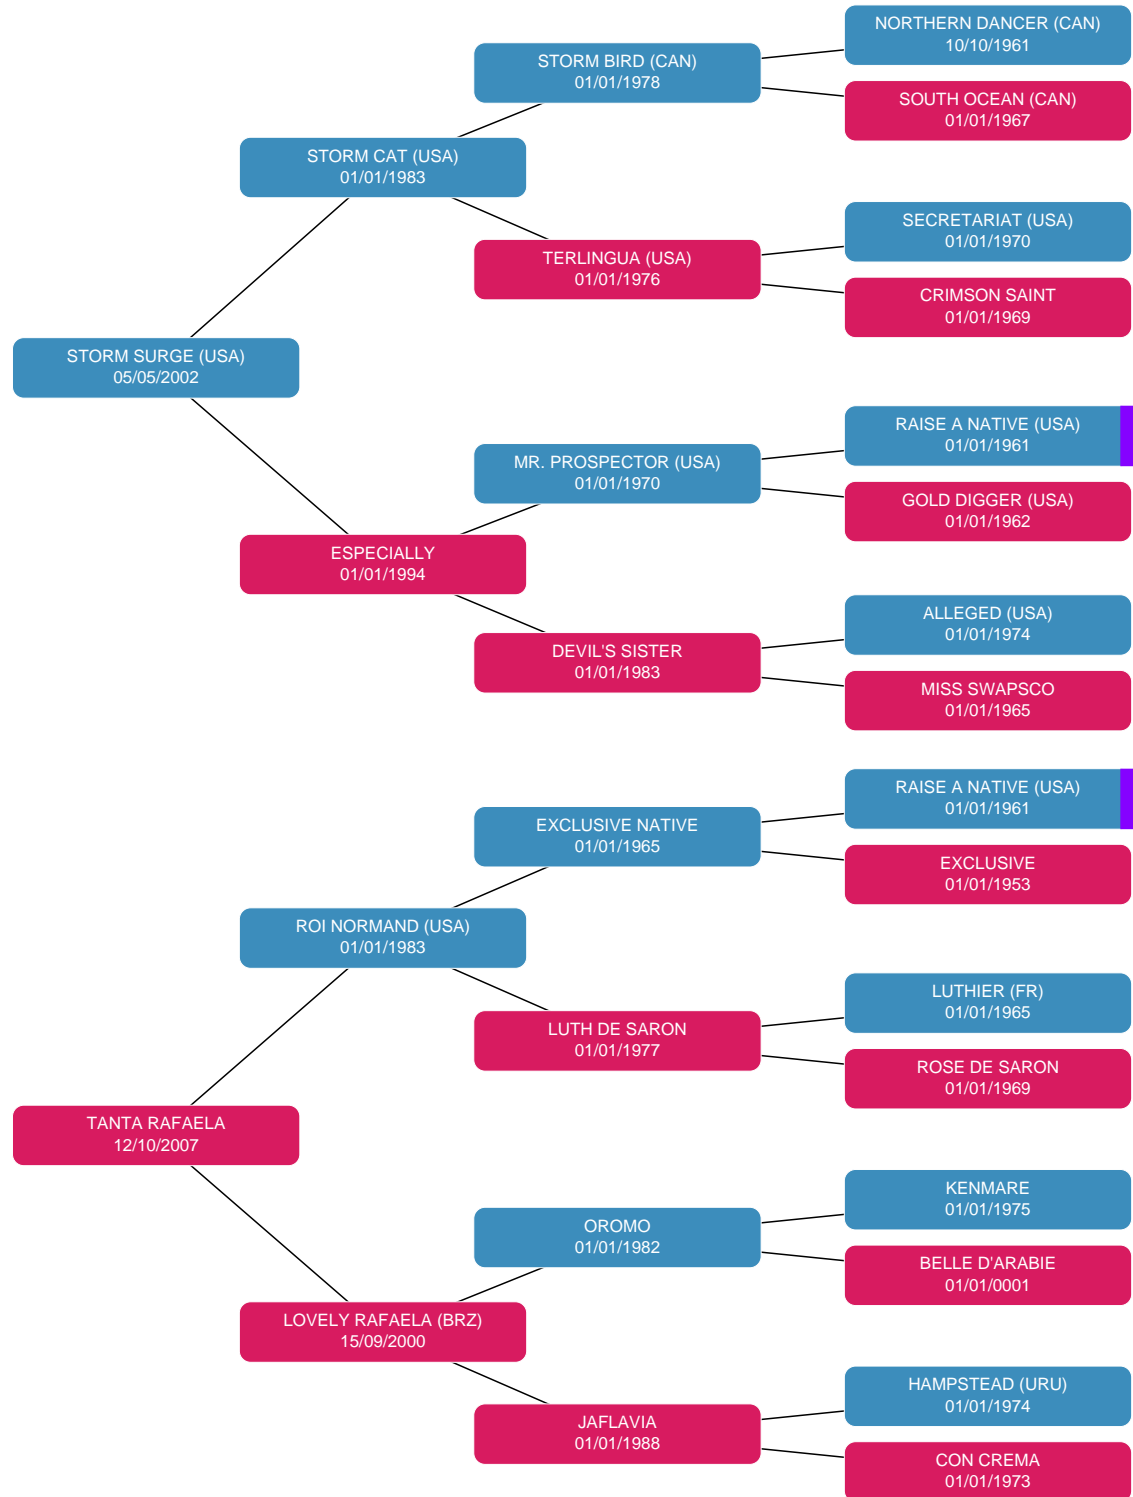 NORTHERN DANCER (CAN)
10/10/1961
STORM BIRD (CAN)
01/01/1978
SOUTH OCEAN (CAN)
01/01/1967
STORM CAT (USA)
01/01/1983
SECRETARIAT (USA)
01/01/1970
TERLINGUA (USA)
01/01/1976
CRIMSON SAINT
01/01/1969
STORM SURGE (USA)
05/05/2002
RAISE A NATIVE (USA)
01/01/1961
MR. PROSPECTOR (USA)
01/01/1970
GOLD DIGGER (USA)
01/01/1962
ESPECIALLY
01/01/1994
ALLEGED (USA)
01/01/1974
DEVIL'S SISTER
01/01/1983
MISS SWAPSCO
01/01/1965
RAISE A NATIVE (USA)
01/01/1961
EXCLUSIVE NATIVE
01/01/1965
EXCLUSIVE
01/01/1953
ROI NORMAND (USA)
01/01/1983
LUTHIER (FR)
01/01/1965
LUTH DE SARON
01/01/1977
ROSE DE SARON
01/01/1969
TANTA RAFAELA
12/10/2007
KENMARE
01/01/1975
OROMO
01/01/1982
BELLE D'ARABIE
01/01/0001
LOVELY RAFAELA (BRZ)
15/09/2000
HAMPSTEAD (URU)
01/01/1974
JAFLAVIA
01/01/1988
CON CREMA
01/01/1973